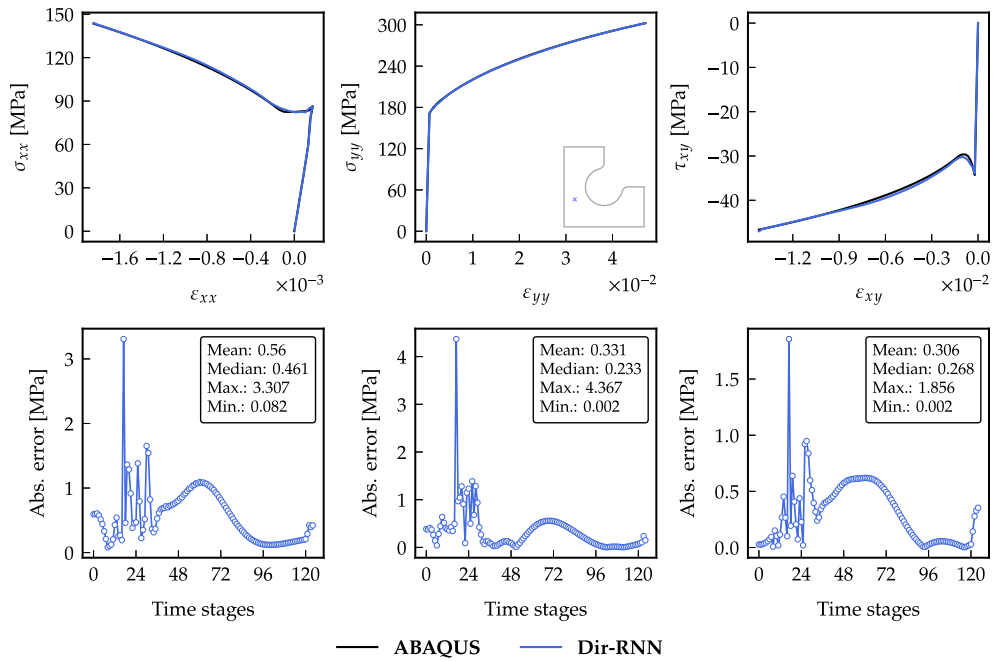 150
120
90
60
30
0
σxx [MPa]
−1.6
−0.8
0.0
×10−3
εxx
300
240
180
120
60
0
σyy [MPa]
0
2
4
×10−2
εyy
0
−10
−20
−30
−40
τxy [MPa]
−1.2
−0.9
−0.6
−0.3
0.0
×10−2
εxy
3
2
1
0
Abs. error [MPa]
Mean: 0.56
Median: 0.461
Max.: 3.307
Min.: 0.082
0
24
48
72
96
120
Time stages
4
3
2
1
0
Abs. error [MPa]
Mean: 0.331
Median: 0.233
Max.: 4.367
Min.: 0.002
0
24
48
72
96
120
Time stages
1.5
1.0
0.5
0.0
Abs. error [MPa]
Mean: 0.306
Median: 0.268
Max.: 1.856
Min.: 0.002
0
24
48
72
96
120
Time stages
ABAQUS
Dir-RNN